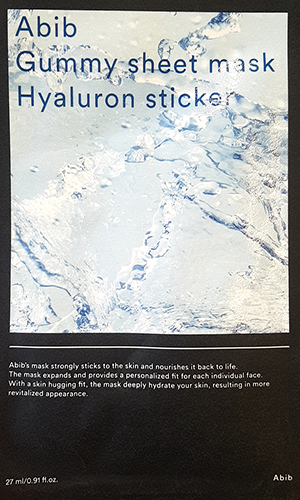 Abib
Gummy sheet mask
Hyaluron sticker
Abib's mask strongly sticks to the skin and nourishes it back to life.
The mask expands and provides a personalized fit for each individual face.
With a skin hugging fit, the mask deeply hydrate your skin, resulting in more
revitalized appearance.
27 ml/0.91 fl.oz.
Abib